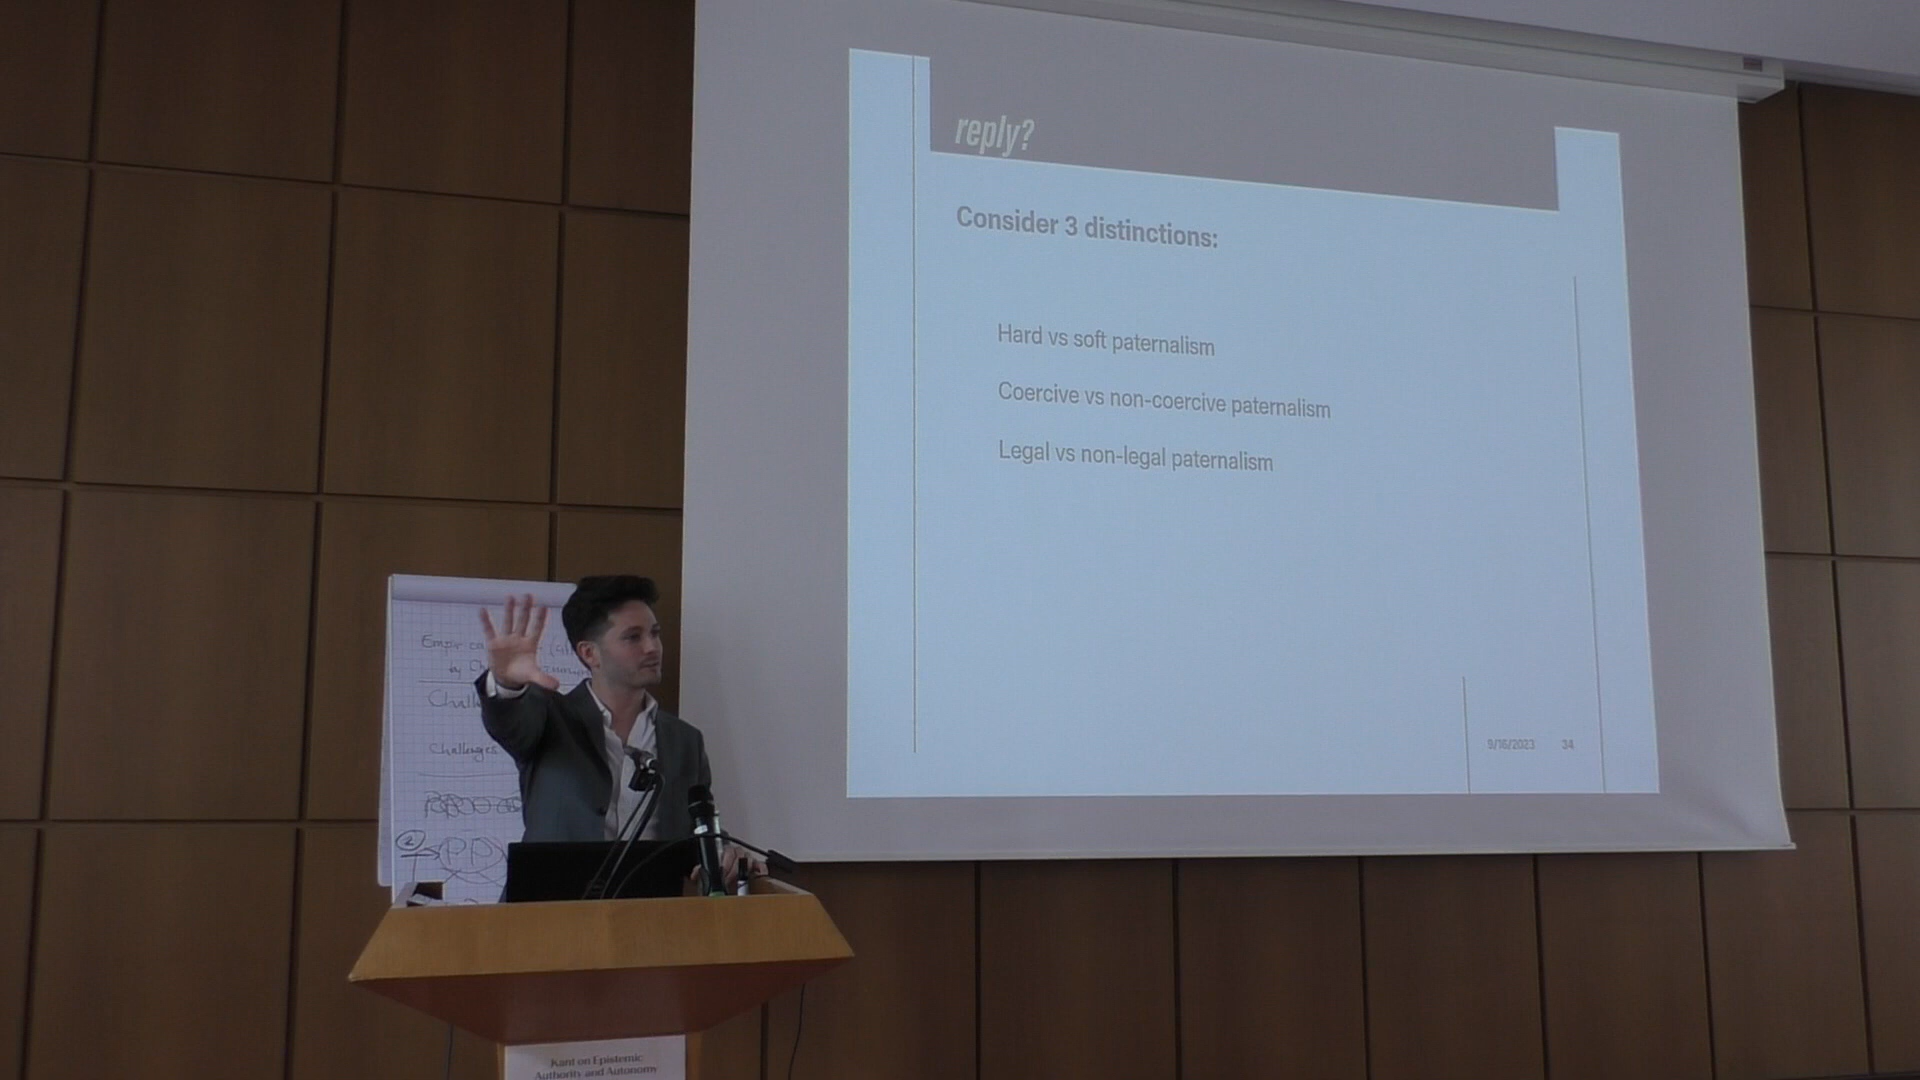 reply?
Consider 3 distinctions:
Hard vs soft paternalism
Coercive vs non-coercive paternalism
Legal vs non-legal paternalism
9/16/2023 34
Challenges
Kant on Epistemic
Authority and Autonomy